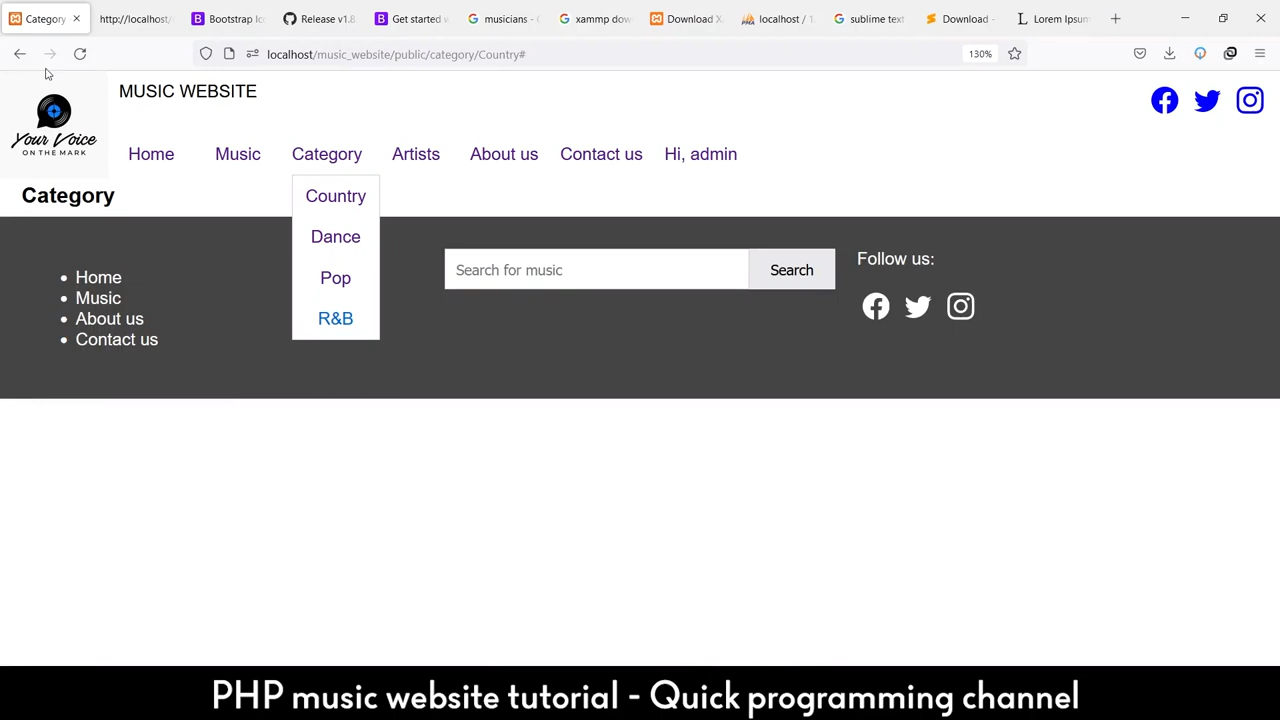 Category
http://localhost/
Bootstrap Ico
Release v1.8
Get started w
musicians - G
xammp dow
Download X
localhost / 1
sublime text
Download -
Lorem Ipsum
localhost/music_website/public/category/Country#
130%
YOUR VOICE
ON THE MARK
MUSIC WEBSITE
Home Music Category Artists About us Contact us Hi, admin
Category
Country
Dance
Pop
R&B
Home
Music
About us
Contact us
Search for music
Search
Follow us:
PHP music website tutorial - Quick programming channel